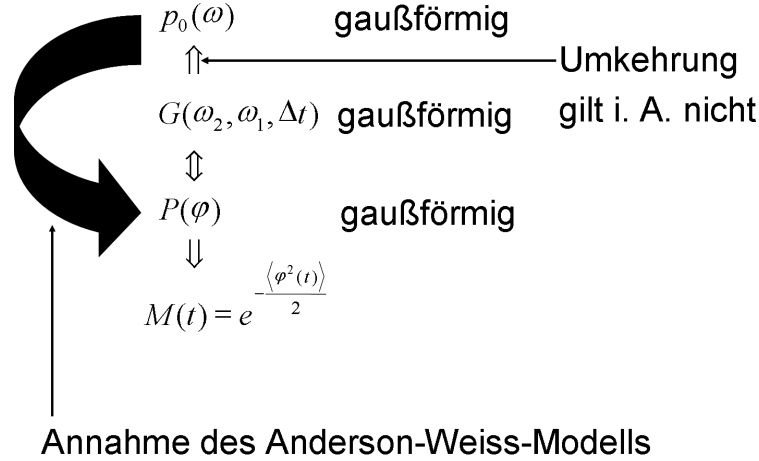 p₀(ω) gaußförmig
⇑ Umkehrung
G(ω₂,ω₁,Δt) gaußförmig gilt i. A. nicht
⇕
P(φ) gaußförmig
⇓
M(t) = e^{-⟨φ²(t)⟩/2}
Annahme des Anderson-Weiss-Modells